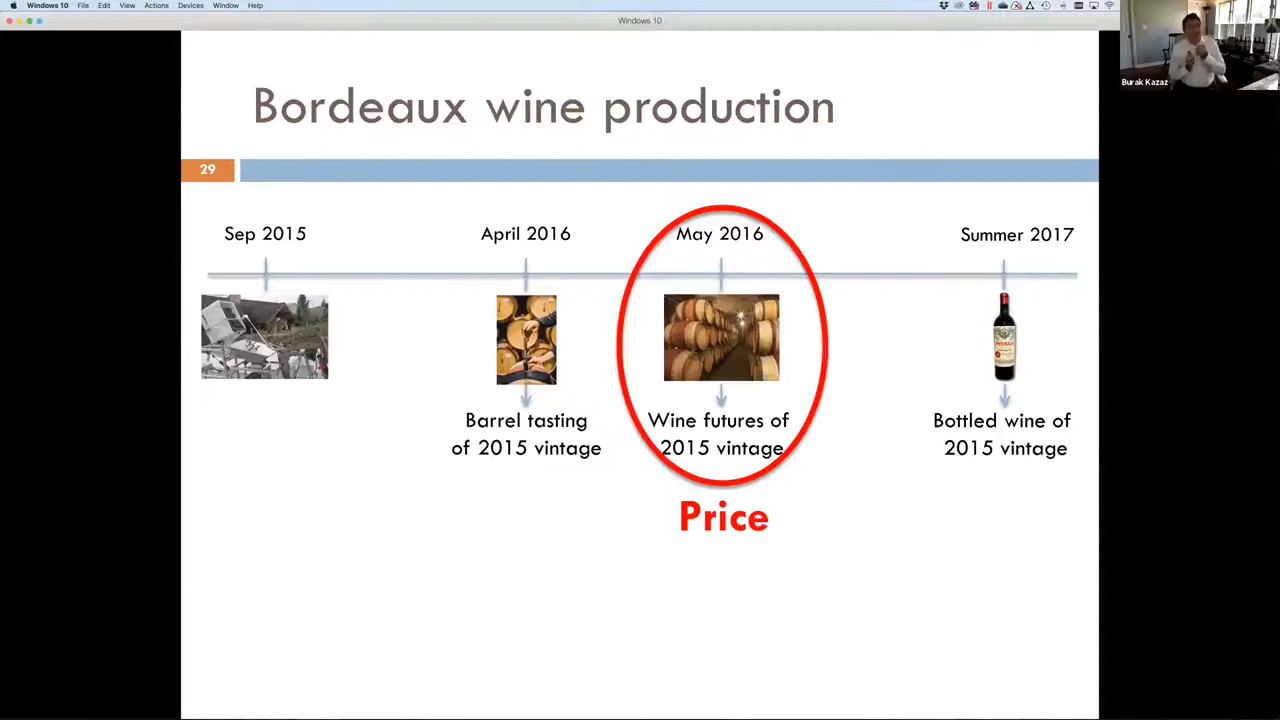 Windows 10 File Edit View Actions Devices Window Help
Windows 10
Burak Kazaz
Bordeaux wine production
29
Sep 2015
April 2016
May 2016
Summer 2017
Barrel tasting
of 2015 vintage
Wine futures of
2015 vintage
Bottled wine of
2015 vintage
Price